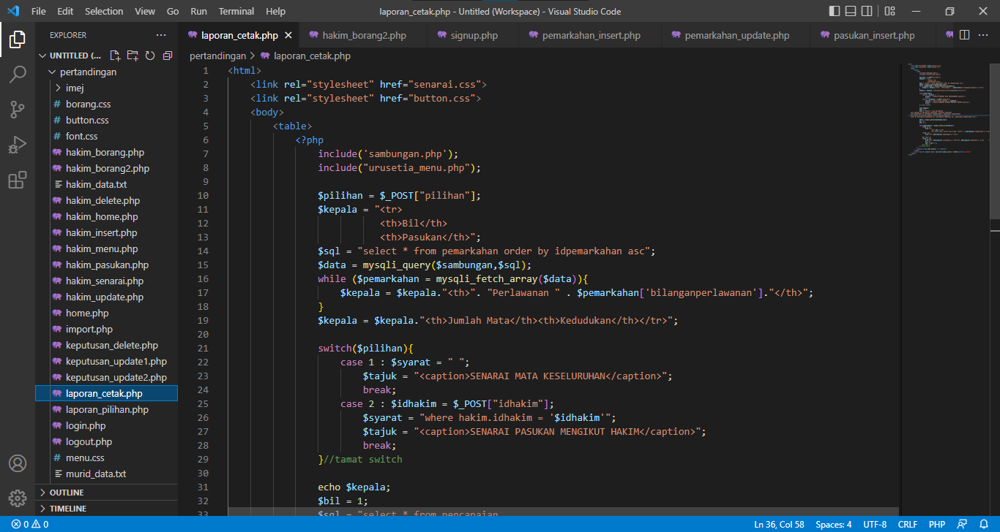 File Edit Selection View Go Run Terminal Help laporan_cetak.php - Untitled (Workspace) - Visual Studio Code
EXPLORER
UNTITLED (...
pertandingan
imej
borang.css
button.css
font.css
hakim_borang.php
hakim_borang2.php
hakim_data.txt
hakim_delete.php
hakim_home.php
hakim_insert.php
hakim_menu.php
hakim_pasukan.php
hakim_senarai.php
hakim_update.php
home.php
import.php
keputusan_delete.php
keputusan_update1.php
keputusan_update2.php
laporan_cetak.php
laporan_pilihan.php
login.php
logout.php
menu.css
murid_data.txt
OUTLINE
TIMELINE
laporan_cetak.php hakim_borang2.php signup.php pemarkahan_insert.php pemarkahan_update.php pasukan_insert.php
pertandingan > laporan_cetak.php
1 <html>
2 <link rel="stylesheet" href="senarai.css">
3 <link rel="stylesheet" href="button.css">
4 <body>
5 <table>
6 <?php
7 include('sambungan.php');
8 include("urusetia_menu.php");
9
10 $pilihan = $_POST["pilihan"];
11 $kepala = "<tr>
12 <th>Bil</th>
13 <th>Pasukan</th>";
14 $sql = "select * from pemarkahan order by idpemarkahan asc";
15 $data = mysqli_query($sambungan,$sql);
16 while ($pemarkahan = mysqli_fetch_array($data)){
17 $kepala = $kepala."<th>". "Perlawanan " . $pemarkahan['bilanganperlawanan']."</th>";
18 }
19 $kepala = $kepala."<th>Jumlah Mata</th><th>Kedudukan</th></tr>";
20
21 switch($pilihan){
22 case 1 : $syarat = " ";
23 $tajuk = "<caption>SENARAI MATA KESELURUHAN</caption>";
24 break;
25 case 2 : $idhakim = $_POST["idhakim"];
26 $syarat = "where hakim.idhakim = '$idhakim'";
27 $tajuk = "<caption>SENARAI PASUKAN MENGIKUT HAKIM</caption>";
28 break;
29 }//tamat switch
30
31 echo $kepala;
32 $bil = 1;
33 $sql = "select * from pencapaian
0 0 Ln 36, Col 58 Spaces: 4 UTF-8 CRLF PHP